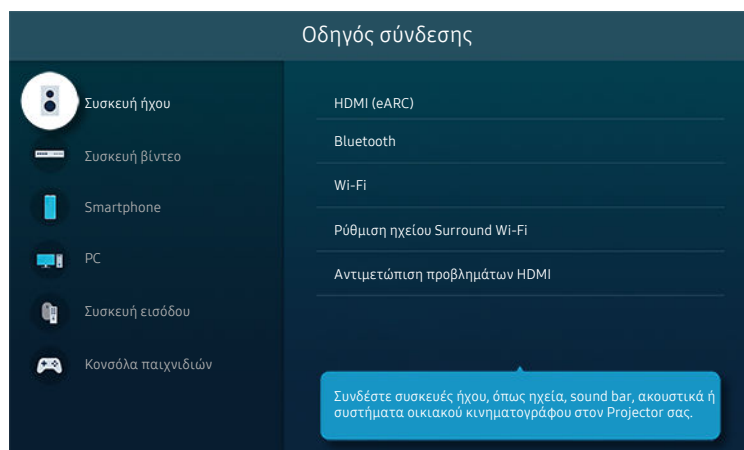 Οδηγός σύνδεσης
Συσκευή ήχου
Συσκευή βίντεο
Smartphone
PC
Συσκευή εισόδου
Κονσόλα παιχνιδιών
HDMI (eARC)
Bluetooth
Wi-Fi
Ρύθμιση ηχείου Surround Wi-Fi
Αντιμετώπιση προβλημάτων HDMI
Συνδέστε συσκευές ήχου, όπως ηχεία, sound bar, ακουστικά ή
συστήματα οικιακού κινηματογράφου στον Projector σας.